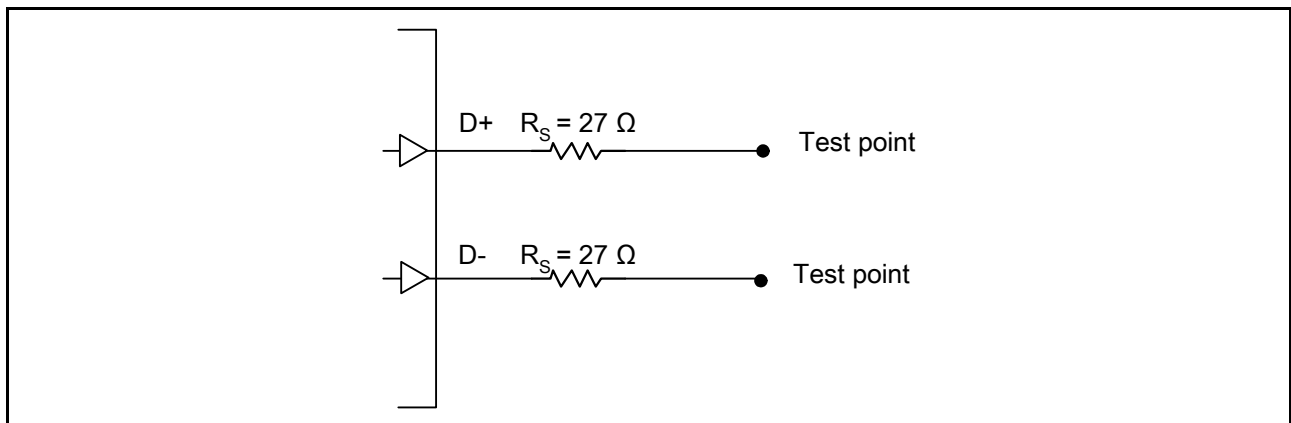 D+ R_S = 27 Ω Test point
D- R_S = 27 Ω Test point